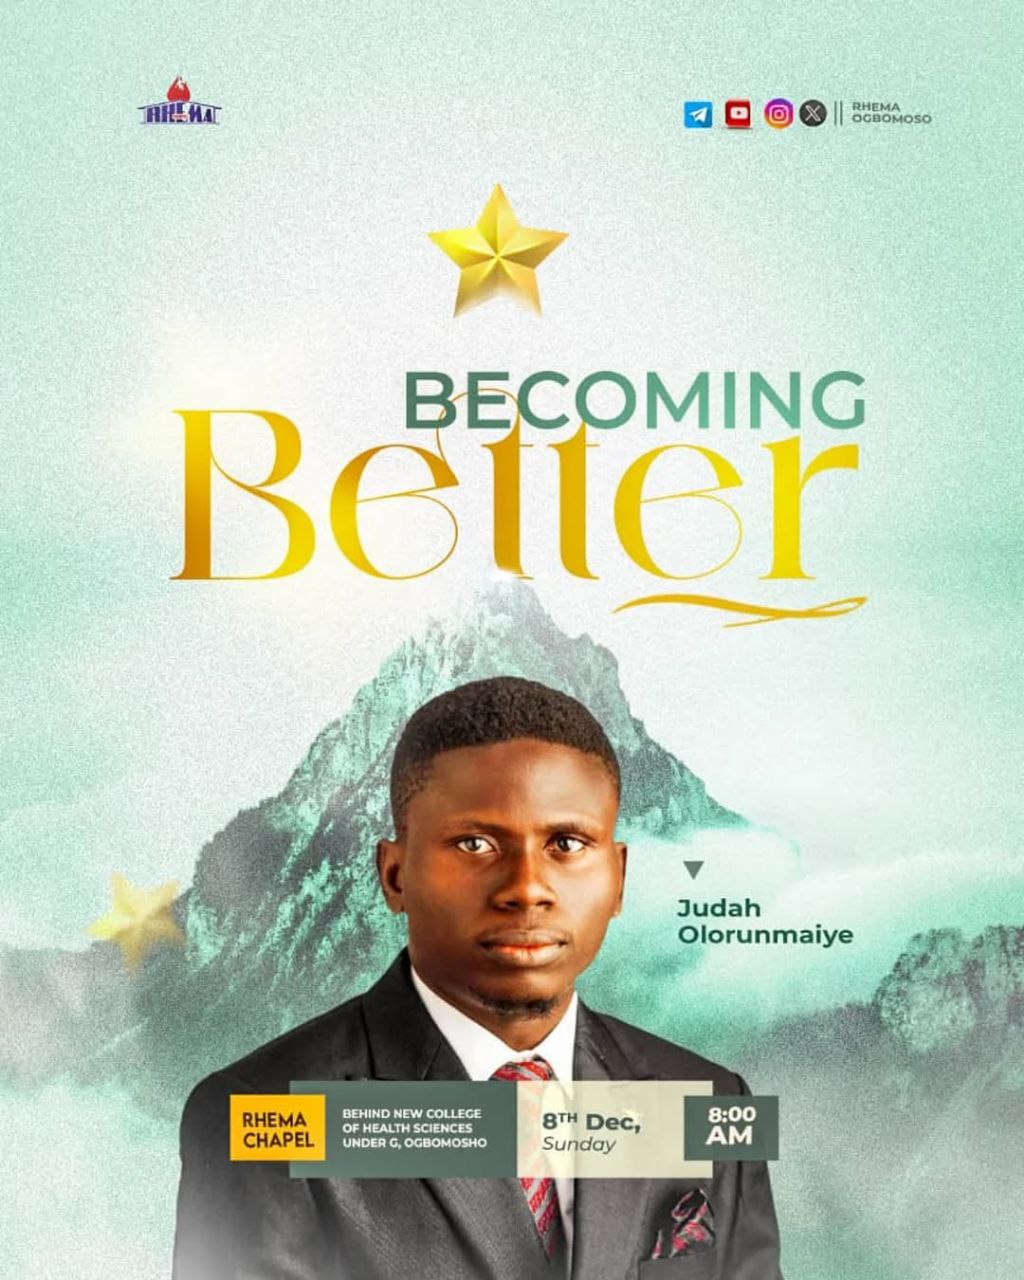 RHEMA
RHEMA
OGBOMOSO
BECOMING
Better
Judah
Olorunmaiye
RHEMA
CHAPEL
BEHIND NEW COLLEGE
OF HEALTH SCIENCES
UNDER G, OGBOMOSHO
8TH Dec,
Sunday
8:00
AM